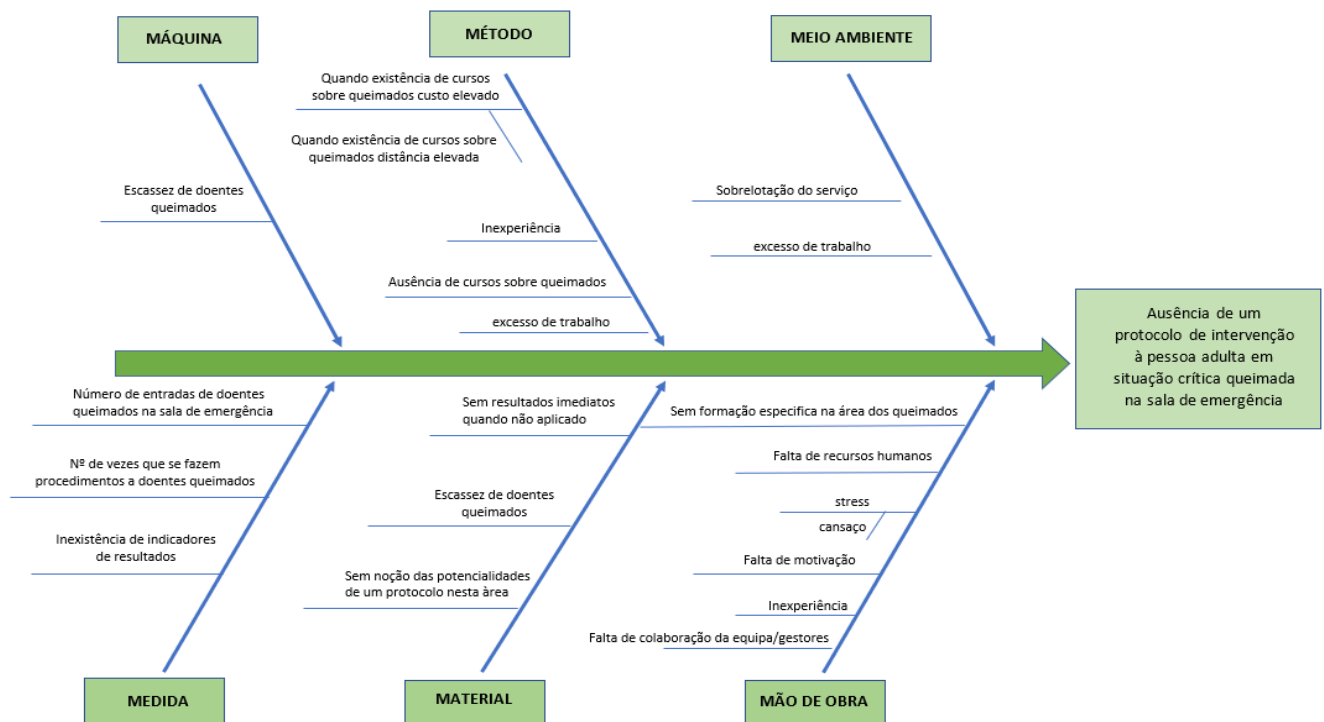 MÁQUINA
MÉTODO
MEIO AMBIENTE
Quando existência de cursos
sobre queimados custo elevado
Quando existência de cursos sobre
queimados distância elevada
Escassez de doentes
queimados
Inexperiência
Ausência de cursos sobre queimados
excesso de trabalho
Sobrelotação do serviço
excesso de trabalho
Ausência de um
protocolo de intervenção
à pessoa adulta em
situação crítica queimada
na sala de emergência
Número de entradas de doentes
queimados na sala de emergência
Nº de vezes que se fazem
procedimentos a doentes queimados
Inexistência de indicadores
de resultados
Sem resultados imediatos
quando não aplicado
Escassez de doentes
queimados
Sem noção das potencialidades
de um protocolo nesta àrea
Sem formação especifica na área dos queimados
Falta de recursos humanos
stress
cansaço
Falta de motivação
Inexperiência
Falta de colaboração da equipa/gestores
MEDIDA
MATERIAL
MÃO DE OBRA